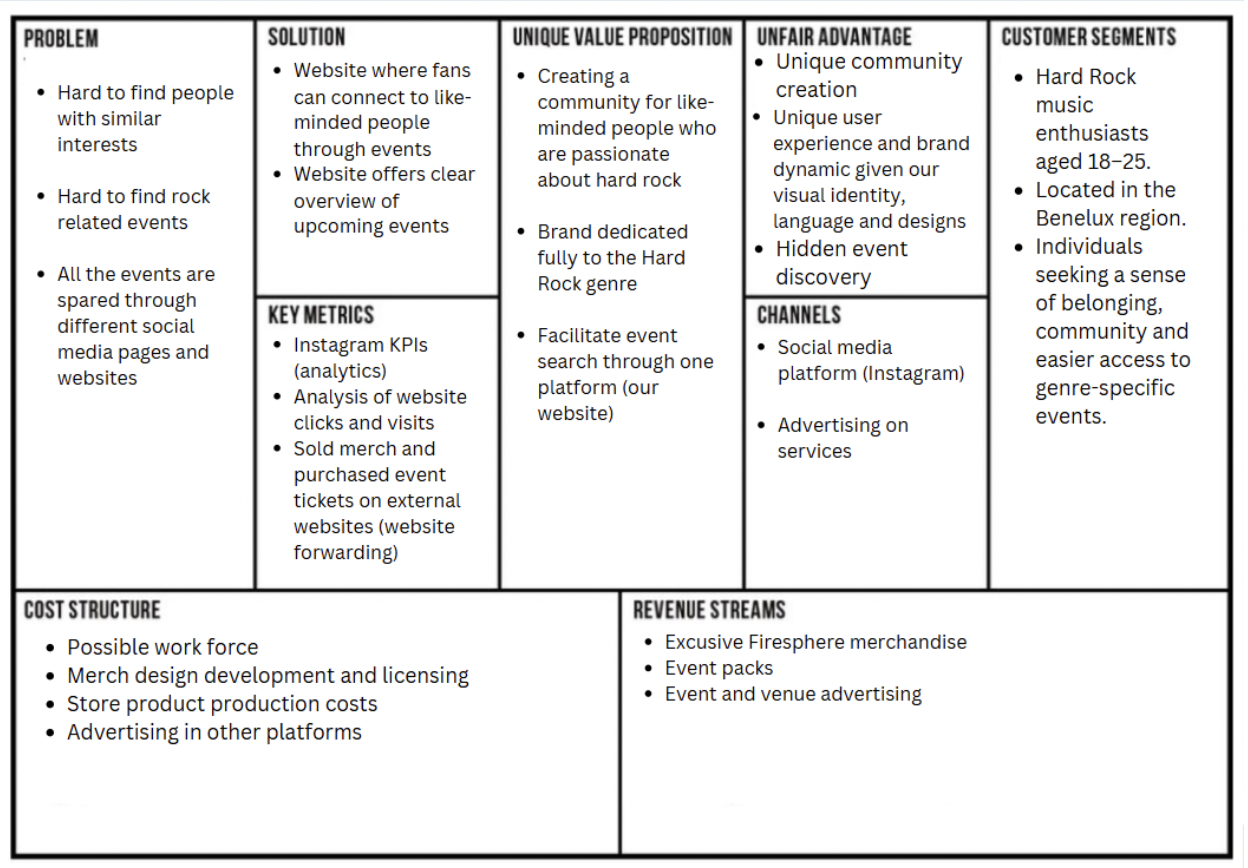 PROBLEM
• Hard to find people
with similar
interests
• Hard to find rock
related events
• All the events are
spared through
different social
media pages and
websites
SOLUTION
• Website where fans
can connect to like-
minded people
through events
• Website offers clear
overview of
upcoming events
KEY METRICS
• Instagram KPIs
(analytics)
• Analysis of website
clicks and visits
• Sold merch and
purchased event
tickets on external
websites (website
forwarding)
UNIQUE VALUE PROPOSITION
• Creating a
community for like-
minded people who
are passionate
about hard rock
• Brand dedicated
fully to the Hard
Rock genre
• Facilitate event
search through one
platform (our
website)
UNFAIR ADVANTAGE
• Unique community
creation
• Unique user
experience and brand
dynamic given our
visual identity,
language and designs
• Hidden event
discovery
CHANNELS
• Social media
platform (Instagram)
• Advertising on
services
CUSTOMER SEGMENTS
• Hard Rock
music
enthusiasts
aged 18–25.
• Located in the
Benelux region.
• Individuals
seeking a sense
of belonging,
community and
easier access to
genre-specific
events.
COST STRUCTURE
• Possible work force
• Merch design development and licensing
• Store product production costs
• Advertising in other platforms
REVENUE STREAMS
• Excusive Firesphere merchandise
• Event packs
• Event and venue advertising